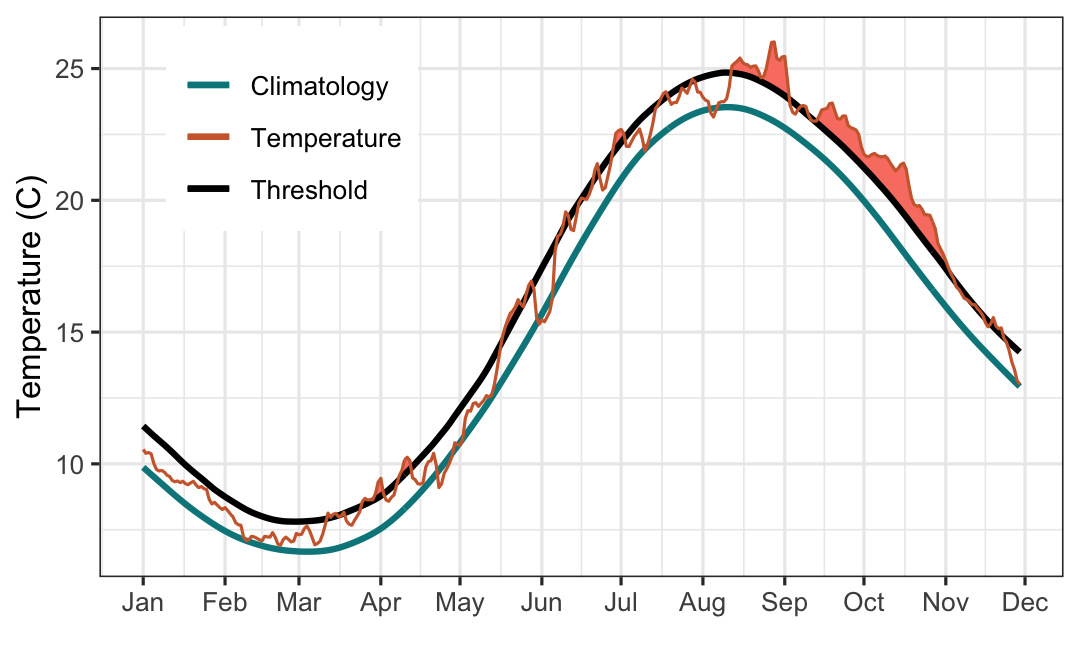 Temperature (C)
25
20
15
10
Climatology
Temperature
Threshold
Jan Feb Mar Apr May Jun Jul Aug Sep Oct Nov Dec